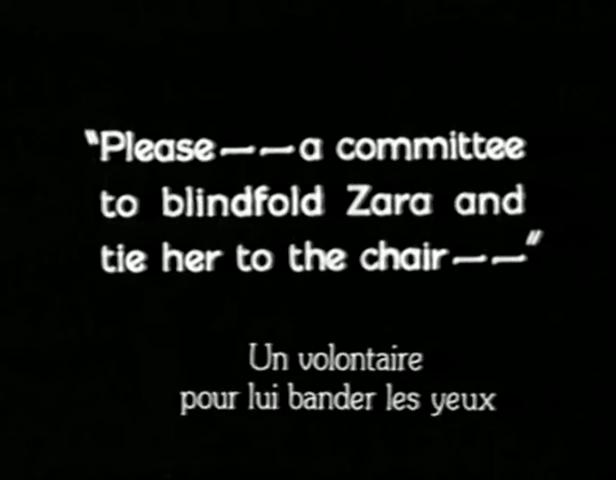 "Please——a committee
to blindfold Zara and
tie her to the chair——"
Un volontaire
pour lui bander les yeux